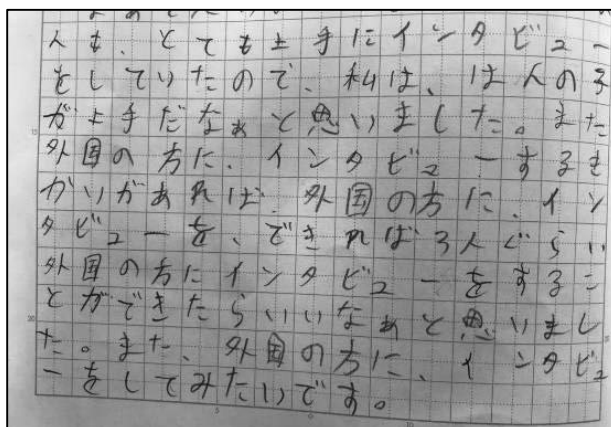 人も、とても上手にインタビュー
をしていたので、私は、は人の子
が上手だなぁと思いました。また
外国の方に、インタビューするき
かいがあれば、外国の方に、イン
タビューを、できれば3人ぐらい
外国の方にインタビューをするこ
とができたらいいなぁと思いまし
た。また、外国の方に、インタビュ
ーをしてみたいです。